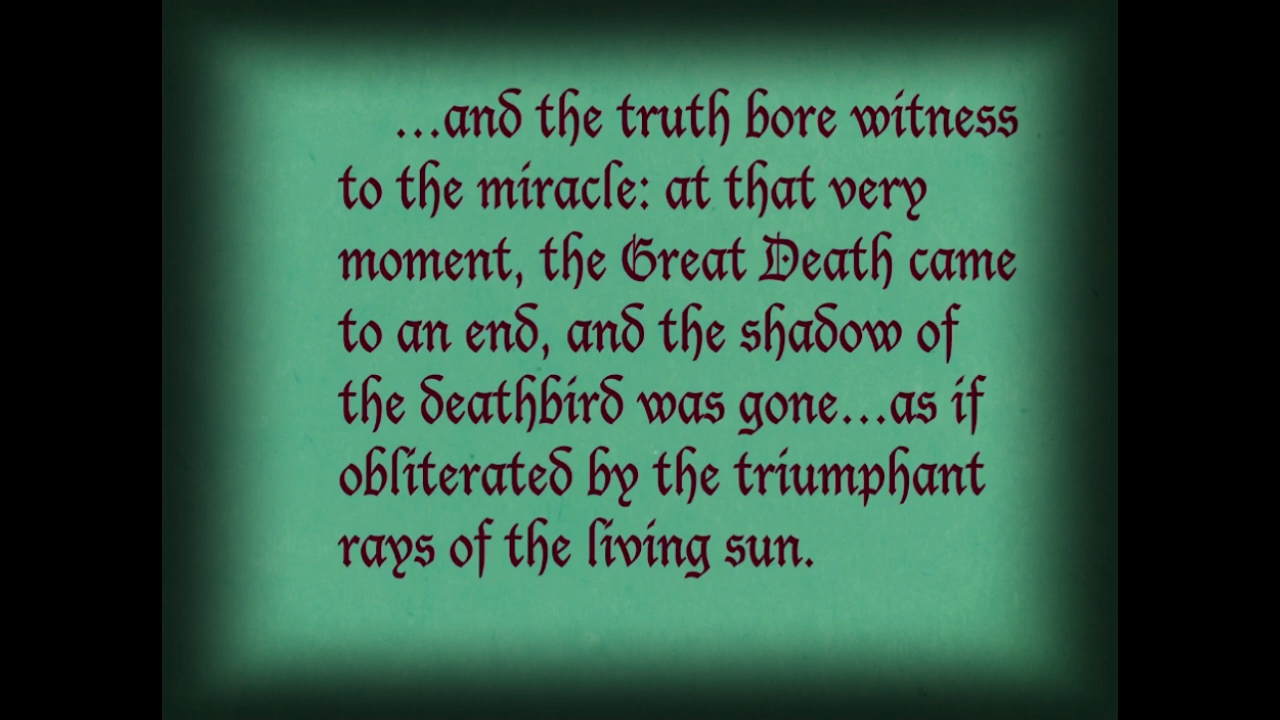 ...and the truth bore witness
to the miracle: at that very
moment, the Great Death came
to an end, and the shadow of
the deathbird was gone...as if
obliterated by the triumphant
rays of the living sun.